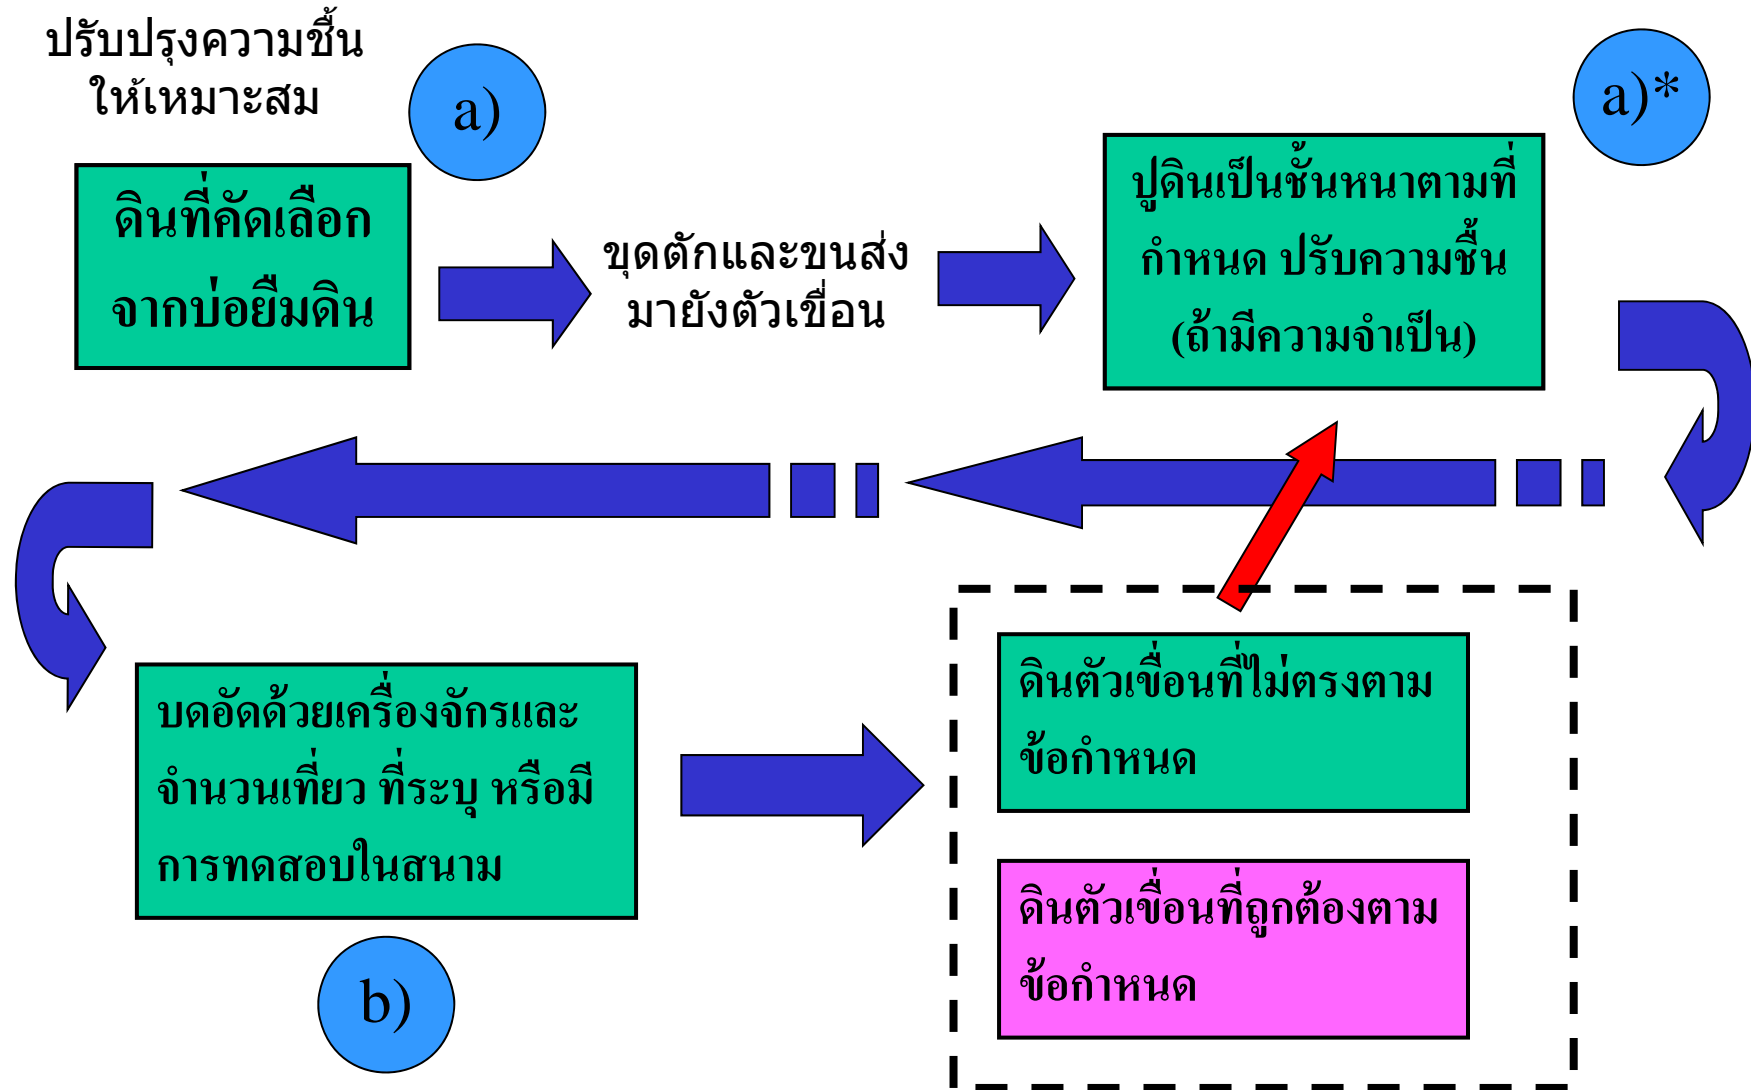 ปรับปรุงความชื้น
ให้เหมาะสม
a)
ดินที่คัดเลือก
จากบ่อยืมดิน
ขุดตักและขนส่ง
มายังตัวเขื่อน
a)*
ปูดินเป็นชั้นหนาตามที่
กำหนด ปรับความชื้น
(ถ้ามีความจำเป็น)
บดอัดด้วยเครื่องจักรและ
จำนวนเที่ยว ที่ระบุ หรือมี
การทดสอบในสนาม
b)
ดินตัวเขื่อนที่ไม่ตรงตาม
ข้อกำหนด
ดินตัวเขื่อนที่ถูกต้องตาม
ข้อกำหนด